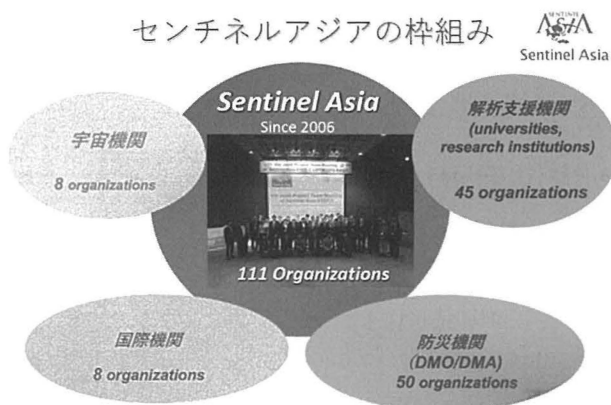 センチネルアジアの枠組み
SENTINEL
ASIA
Sentinel Asia
Sentinel Asia
Since 2006
宇宙機関
8 organizations
解析支援機関
(universities,
research institutions)
45 organizations
111 Organizations
国際機関
8 organizations
防災機関
(DMO/DMA)
50 organizations